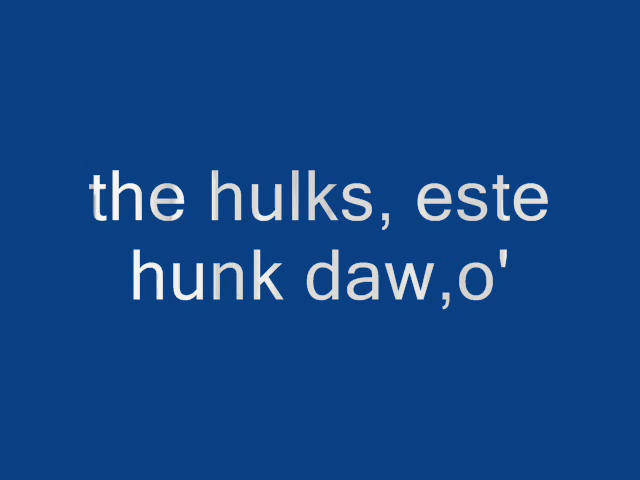 the hulks, este
hunk daw,o'